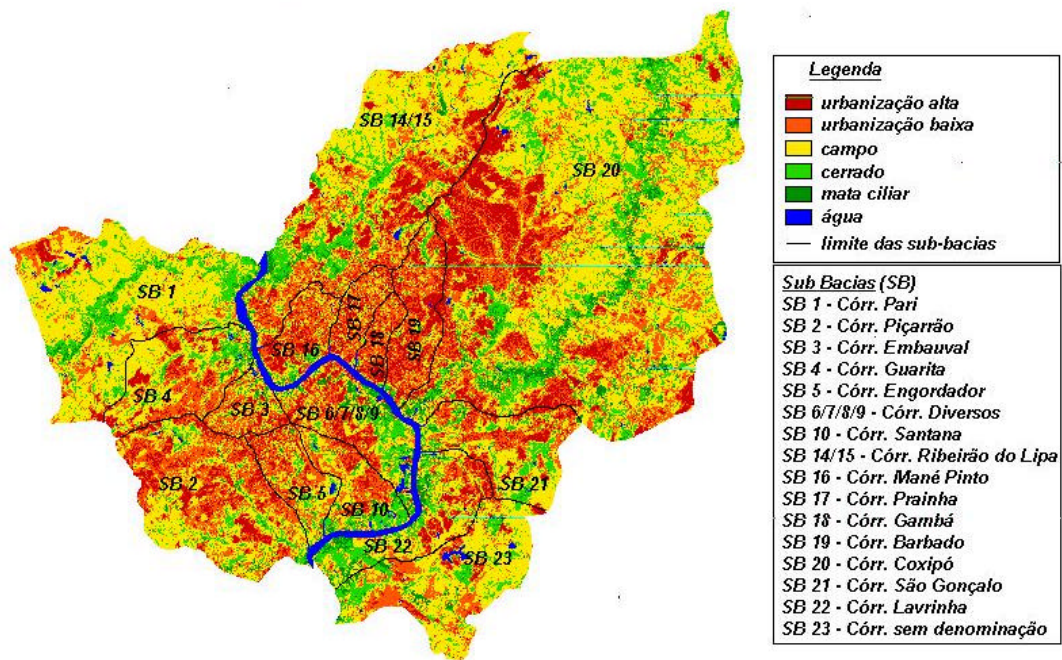 SB 14/15
SB 20
SB 1
SB 17
SB 18
SB 19
SB 16
SB 4
SB 3
SB 6/7/8/9
SB 2
SB 5
SB 10
SB 21
SB 22
SB 23
Legenda
urbanização alta
urbanização baixa
campo
cerrado
mata ciliar
água
limite das sub-bacias
Sub Bacias (SB)
SB 1 - Córr. Pari
SB 2 - Córr. Piçarrão
SB 3 - Córr. Embauval
SB 4 - Córr. Guarita
SB 5 - Córr. Engordador
SB 6/7/8/9 - Córr. Diversos
SB 10 - Córr. Santana
SB 14/15 - Córr. Ribeirão do Lipa
SB 16 - Córr. Mané Pinto
SB 17 - Córr. Prainha
SB 18 - Córr. Gambá
SB 19 - Córr. Barbado
SB 20 - Córr. Coxipó
SB 21 - Córr. São Gonçalo
SB 22 - Córr. Lavrinha
SB 23 - Córr. sem denominação